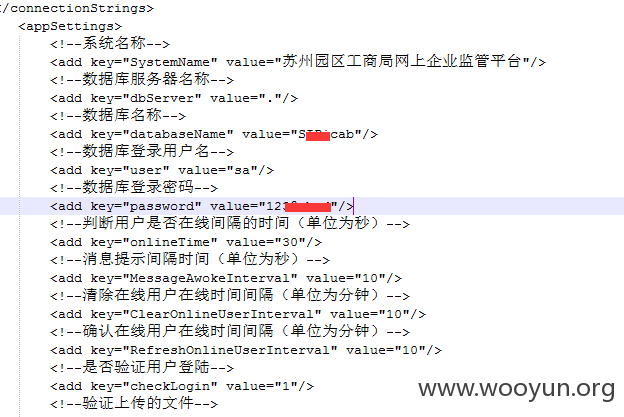 /connectionStrings>
<appSettings>
<!--系统名称-->
<add key="SystemName" value="苏州园区工商局网上企业监管平台"/>
<!--数据库服务器名称-->
<add key="dbServer" value="."/>
<!--数据库名称-->
<add key="databaseName" value="
<!--数据库登录用户名-->
<add key="user" value="sa"/>
<!--数据库登录密码-->
<add key="password" value="
<!--判断用户是否在线间隔的时间（单位为秒）-->
<add key="onlineTime" value="30"/>
<!--消息提示间隔时间（单位为秒）-->
<add key="MessageAwokeInterval" value="10"/>
<!--清除在线用户在线时间间隔（单位为分钟）-->
<add key="ClearOnlineUserInterval" value="10"/>
<!--确认在线用户在线时间间隔（单位为分钟）-->
<add key="RefreshOnlineUserInterval" value="10"/>
<!--是否验证用户登陆-->
<add key="checkLogin" value="1"/>
<!--验证上传的文件-->
www.wooyun.org